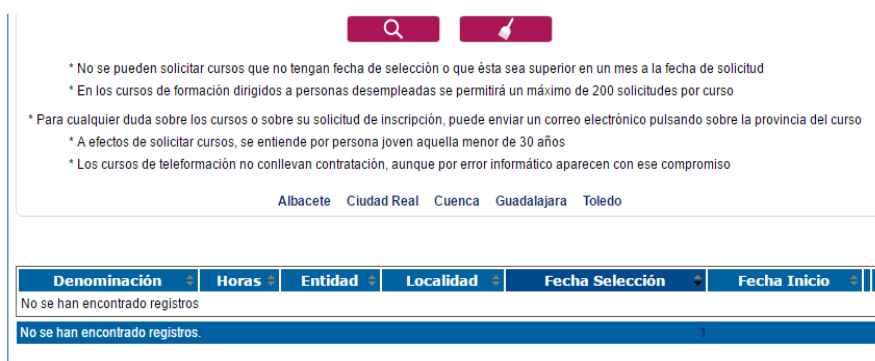 * No se pueden solicitar cursos que no tengan fecha de selección o que ésta sea superior en un mes a la fecha de solicitud
* En los cursos de formación dirigidos a personas desempleadas se permitirá un máximo de 200 solicitudes por curso
* Para cualquier duda sobre los cursos o sobre su solicitud de inscripción, puede enviar un correo electrónico pulsando sobre la provincia del curso
* A efectos de solicitar cursos, se entiende por persona joven aquella menor de 30 años
* Los cursos de teleformación no conllevan contratación, aunque por error informático aparecen con ese compromiso
Albacete Ciudad Real Cuenca Guadalajara Toledo
Denominación Horas Entidad Localidad Fecha Selección Fecha Inicio
No se han encontrado registros
No se han encontrado registros. 1